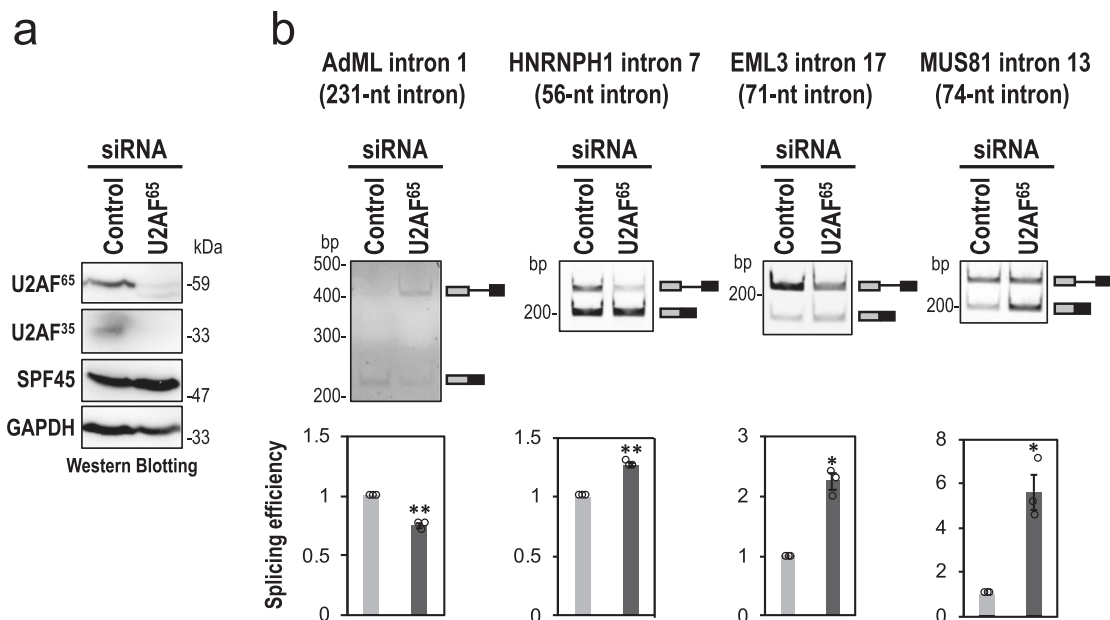 a
siRNA
Control
U2AF⁶⁵
kDa
U2AF⁶⁵
-59
U2AF³⁵
-33
SPF45
-47
GAPDH
-33
Western Blotting
b
AdML intron 1
(231-nt intron)
siRNA
Control
U2AF⁶⁵
bp
500-
400-
300-
200-
HNRNPH1 intron 7
(56-nt intron)
siRNA
Control
U2AF⁶⁵
bp
200-
EML3 intron 17
(71-nt intron)
siRNA
Control
U2AF⁶⁵
bp
200-
MUS81 intron 13
(74-nt intron)
siRNA
Control
U2AF⁶⁵
bp
200-
Splicing efficiency
1.5
1
0.5
0
**
1.5
1
0.5
0
**
3
2
1
0
*
8
6
4
2
0
*